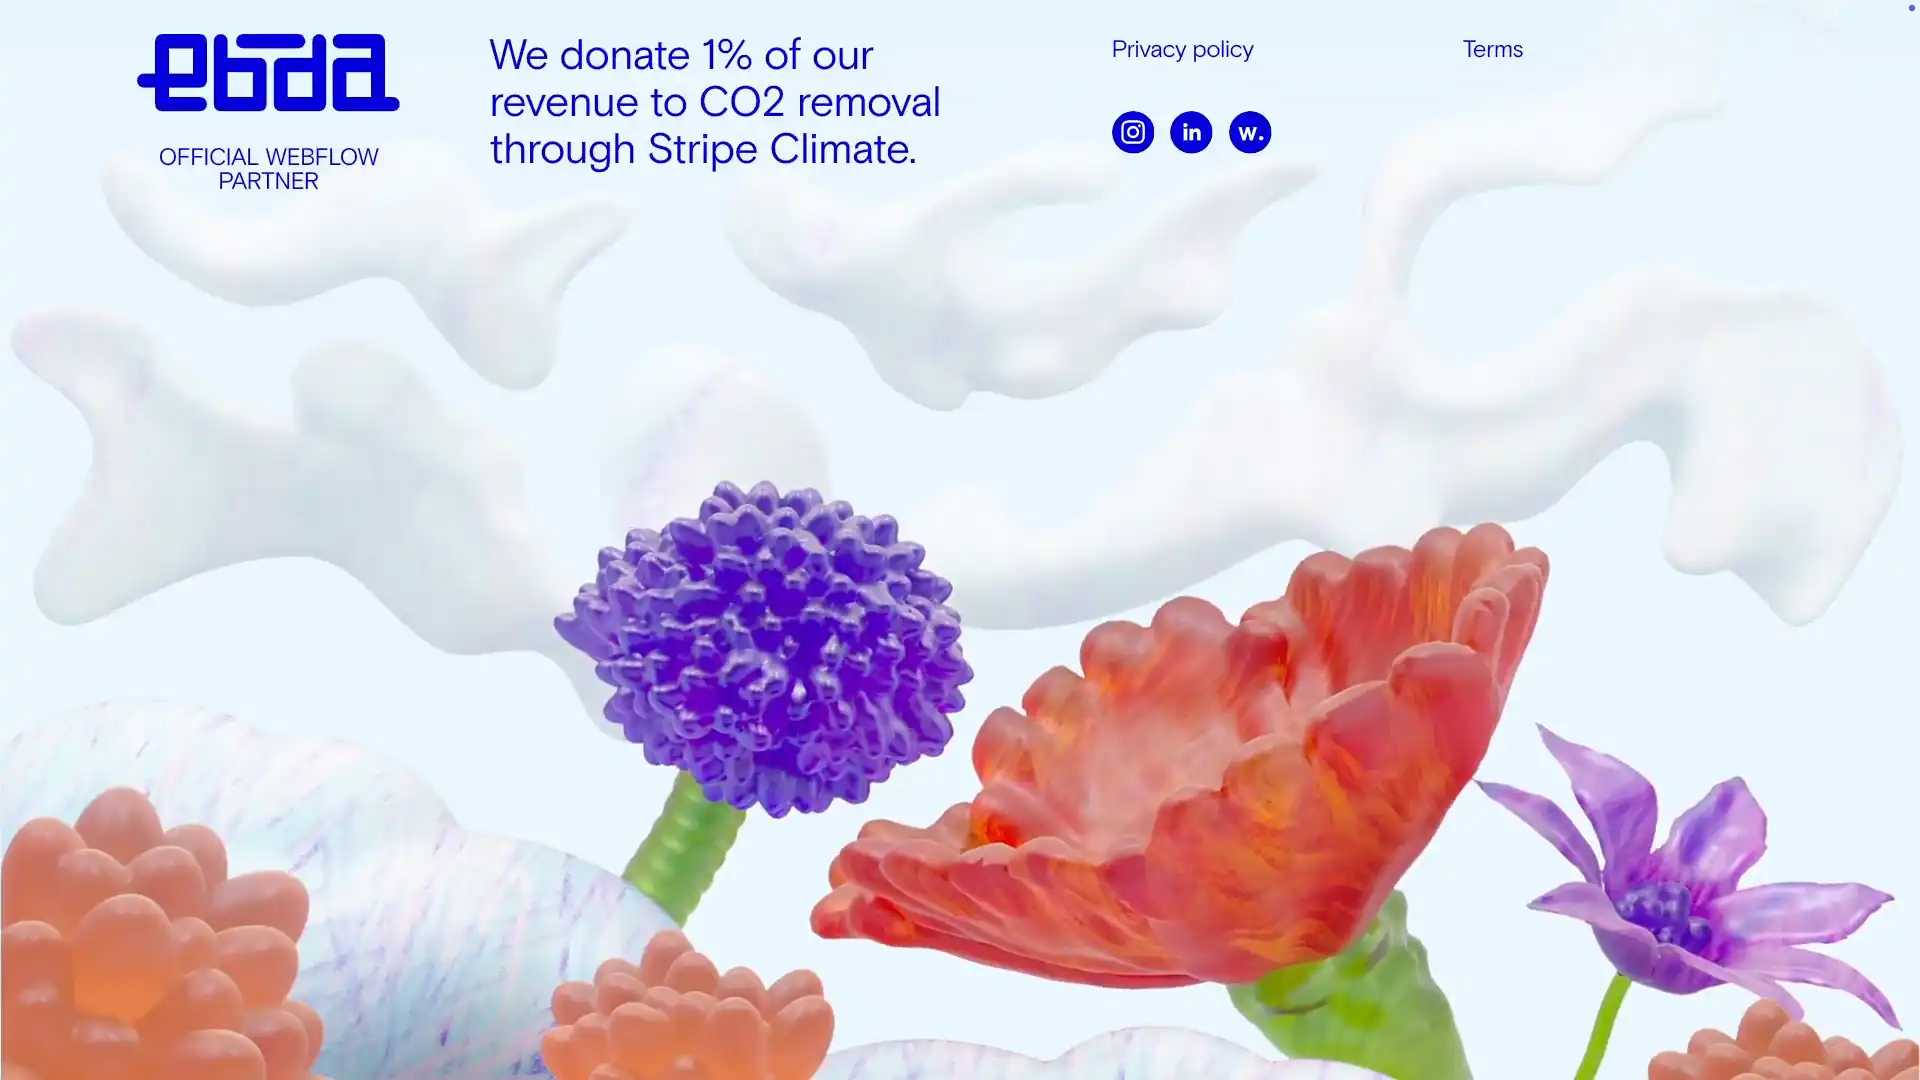 ebda
OFFICIAL WEBFLOW
PARTNER
We donate 1% of our
revenue to CO2 removal
through Stripe Climate.
Privacy policy
Terms
in
w.